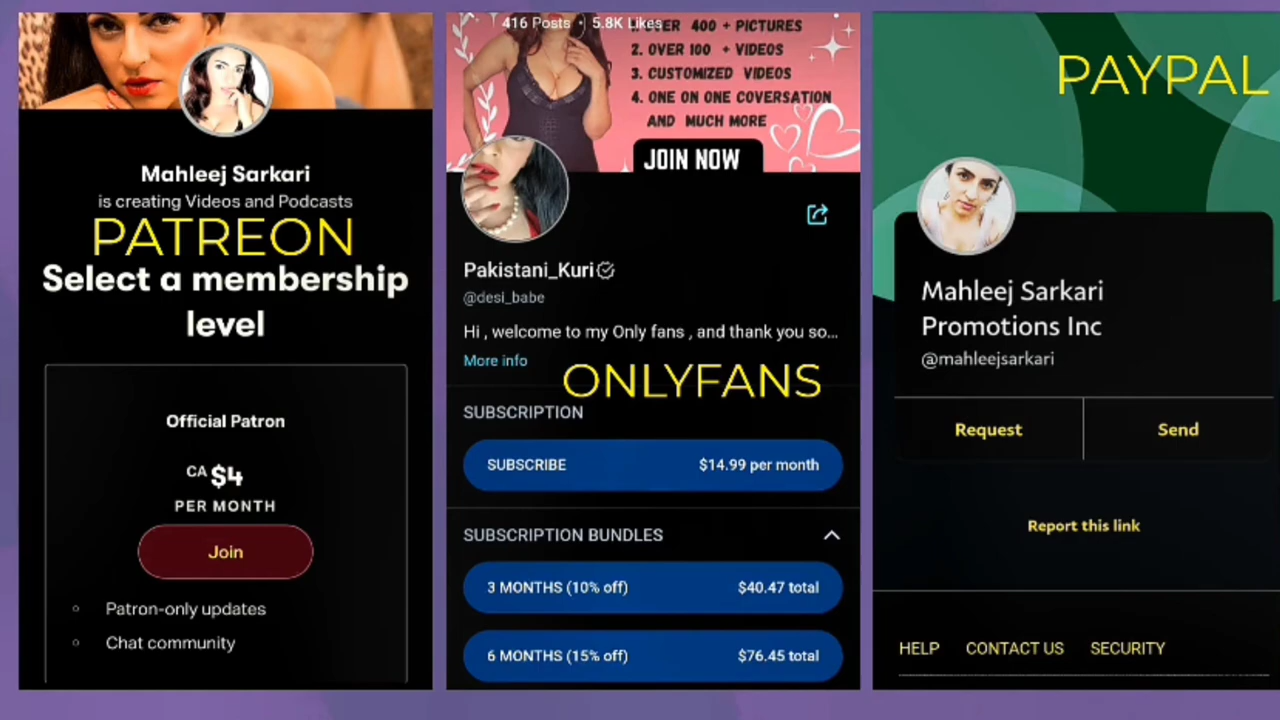 Mahleej Sarkari
is creating Videos and Podcasts
PATREON
Select a membership
level
Official Patron
CA $4
PER MONTH
Join
Patron-only updates
Chat community
416 Posts • 5.8K Likes
1. OVER 400 + PICTURES
2. OVER 100 + VIDEOS
3. CUSTOMIZED VIDEOS
4. ONE ON ONE COVERSATION
AND MUCH MORE
JOIN NOW
Pakistani_Kuri
@desi_babe
Hi , welcome to my Only fans , and thank you so...
More info
ONLYFANS
SUBSCRIPTION
SUBSCRIBE $14.99 per month
SUBSCRIPTION BUNDLES
3 MONTHS (10% off) $40.47 total
6 MONTHS (15% off) $76.45 total
PAYPAL
Mahleej Sarkari
Promotions Inc
@mahleejsarkari
Request Send
Report this link
HELP CONTACT US SECURITY